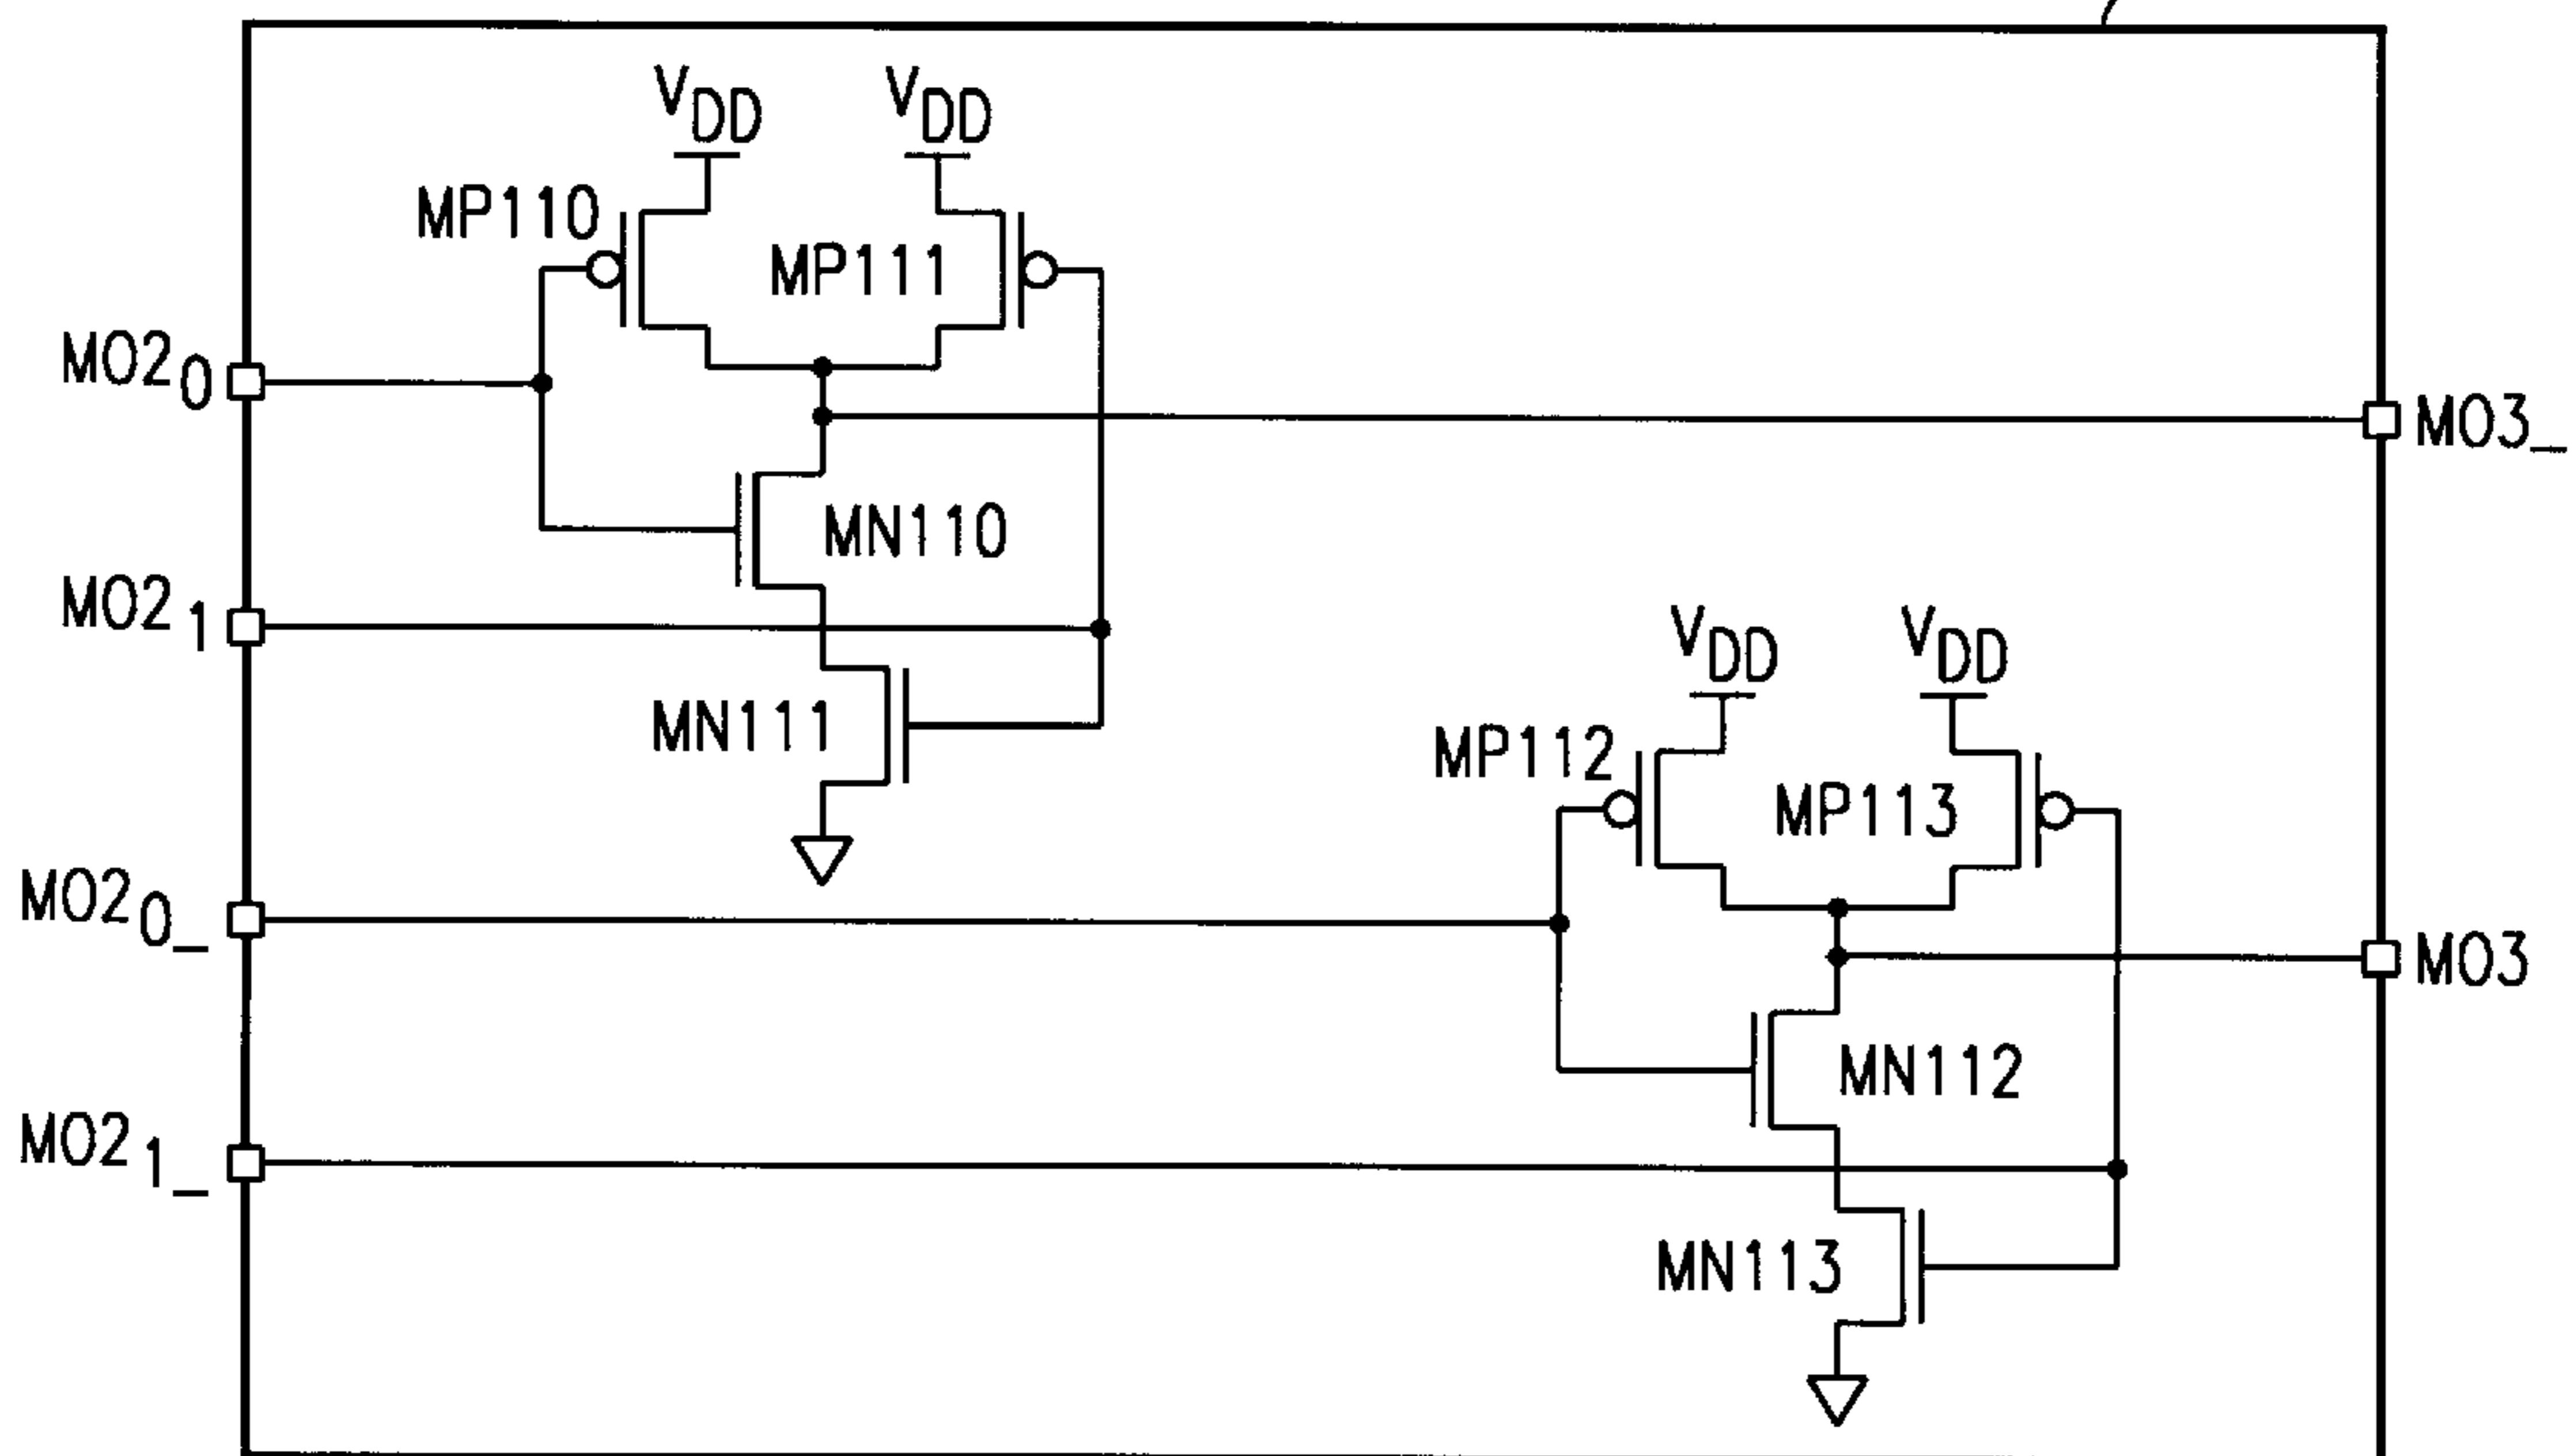 VDD VDD
MP110
MP111
MO20
MO3_
MN110
MO21
MN111
VDD VDD
MP112
MP113
MO20_
MO3
MN112
MO21_
MN113